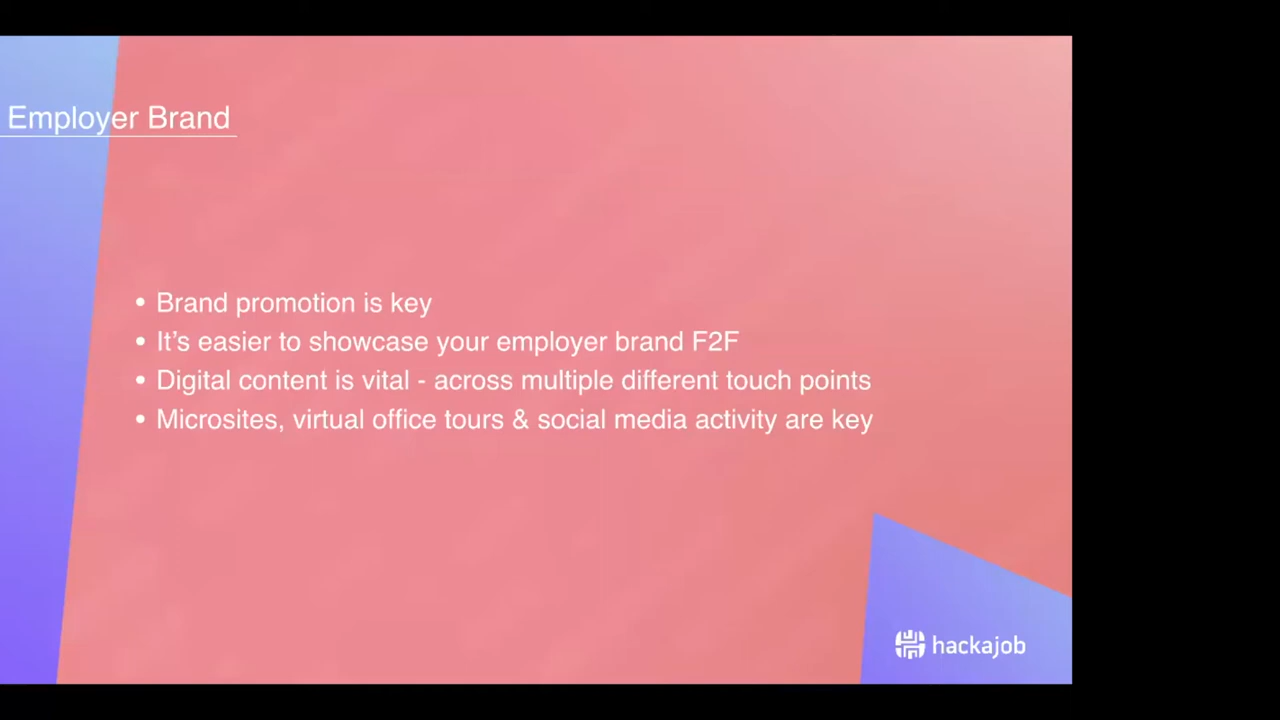 Employer Brand
• Brand promotion is key
• It’s easier to showcase your employer brand F2F
• Digital content is vital - across multiple different touch points
• Microsites, virtual office tours & social media activity are key
hackajob